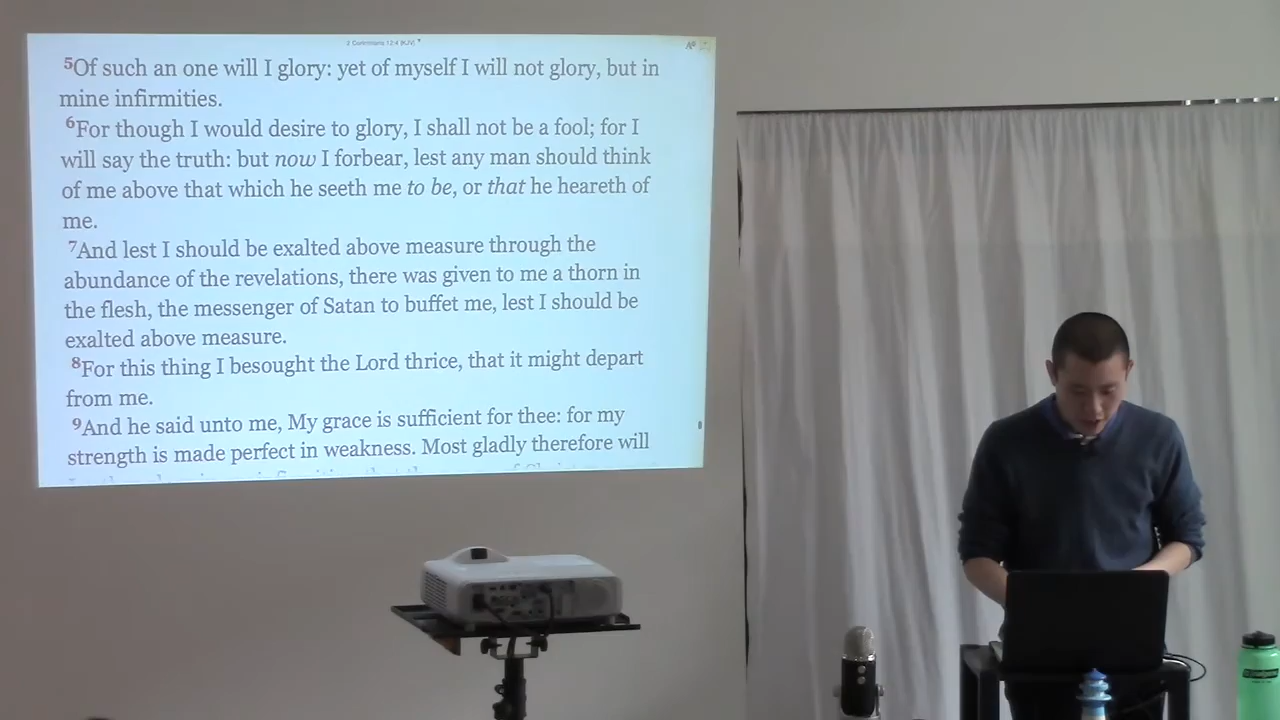 2 Corinthians 12:4 (KJV)
5Of such an one will I glory: yet of myself I will not glory, but in
mine infirmities.
6For though I would desire to glory, I shall not be a fool; for I
will say the truth: but now I forbear, lest any man should think
of me above that which he seeth me to be, or that he heareth of
me.
7And lest I should be exalted above measure through the
abundance of the revelations, there was given to me a thorn in
the flesh, the messenger of Satan to buffet me, lest I should be
exalted above measure.
8For this thing I besought the Lord thrice, that it might depart
from me.
9And he said unto me, My grace is sufficient for thee: for my
strength is made perfect in weakness. Most gladly therefore will